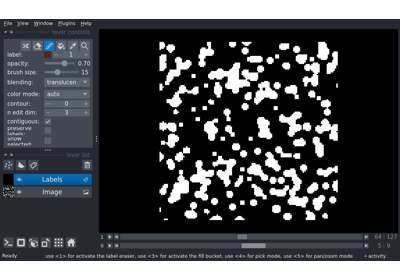 File View Window Plugins Help
layer controls
label: 1
opacity: 0.70
brush size: 15
blending: translucen
color mode: auto
contour: 0
n edit dim: 3
contiguous:
preserve
labels:
show
selected:
layer list
Labels
Image
1 64 127
0 5 9
Ready use <1> for activate the label eraser, use <3> for activate the fill bucket, use <4> for pick mode, use <5> for pan/zoom mode activity